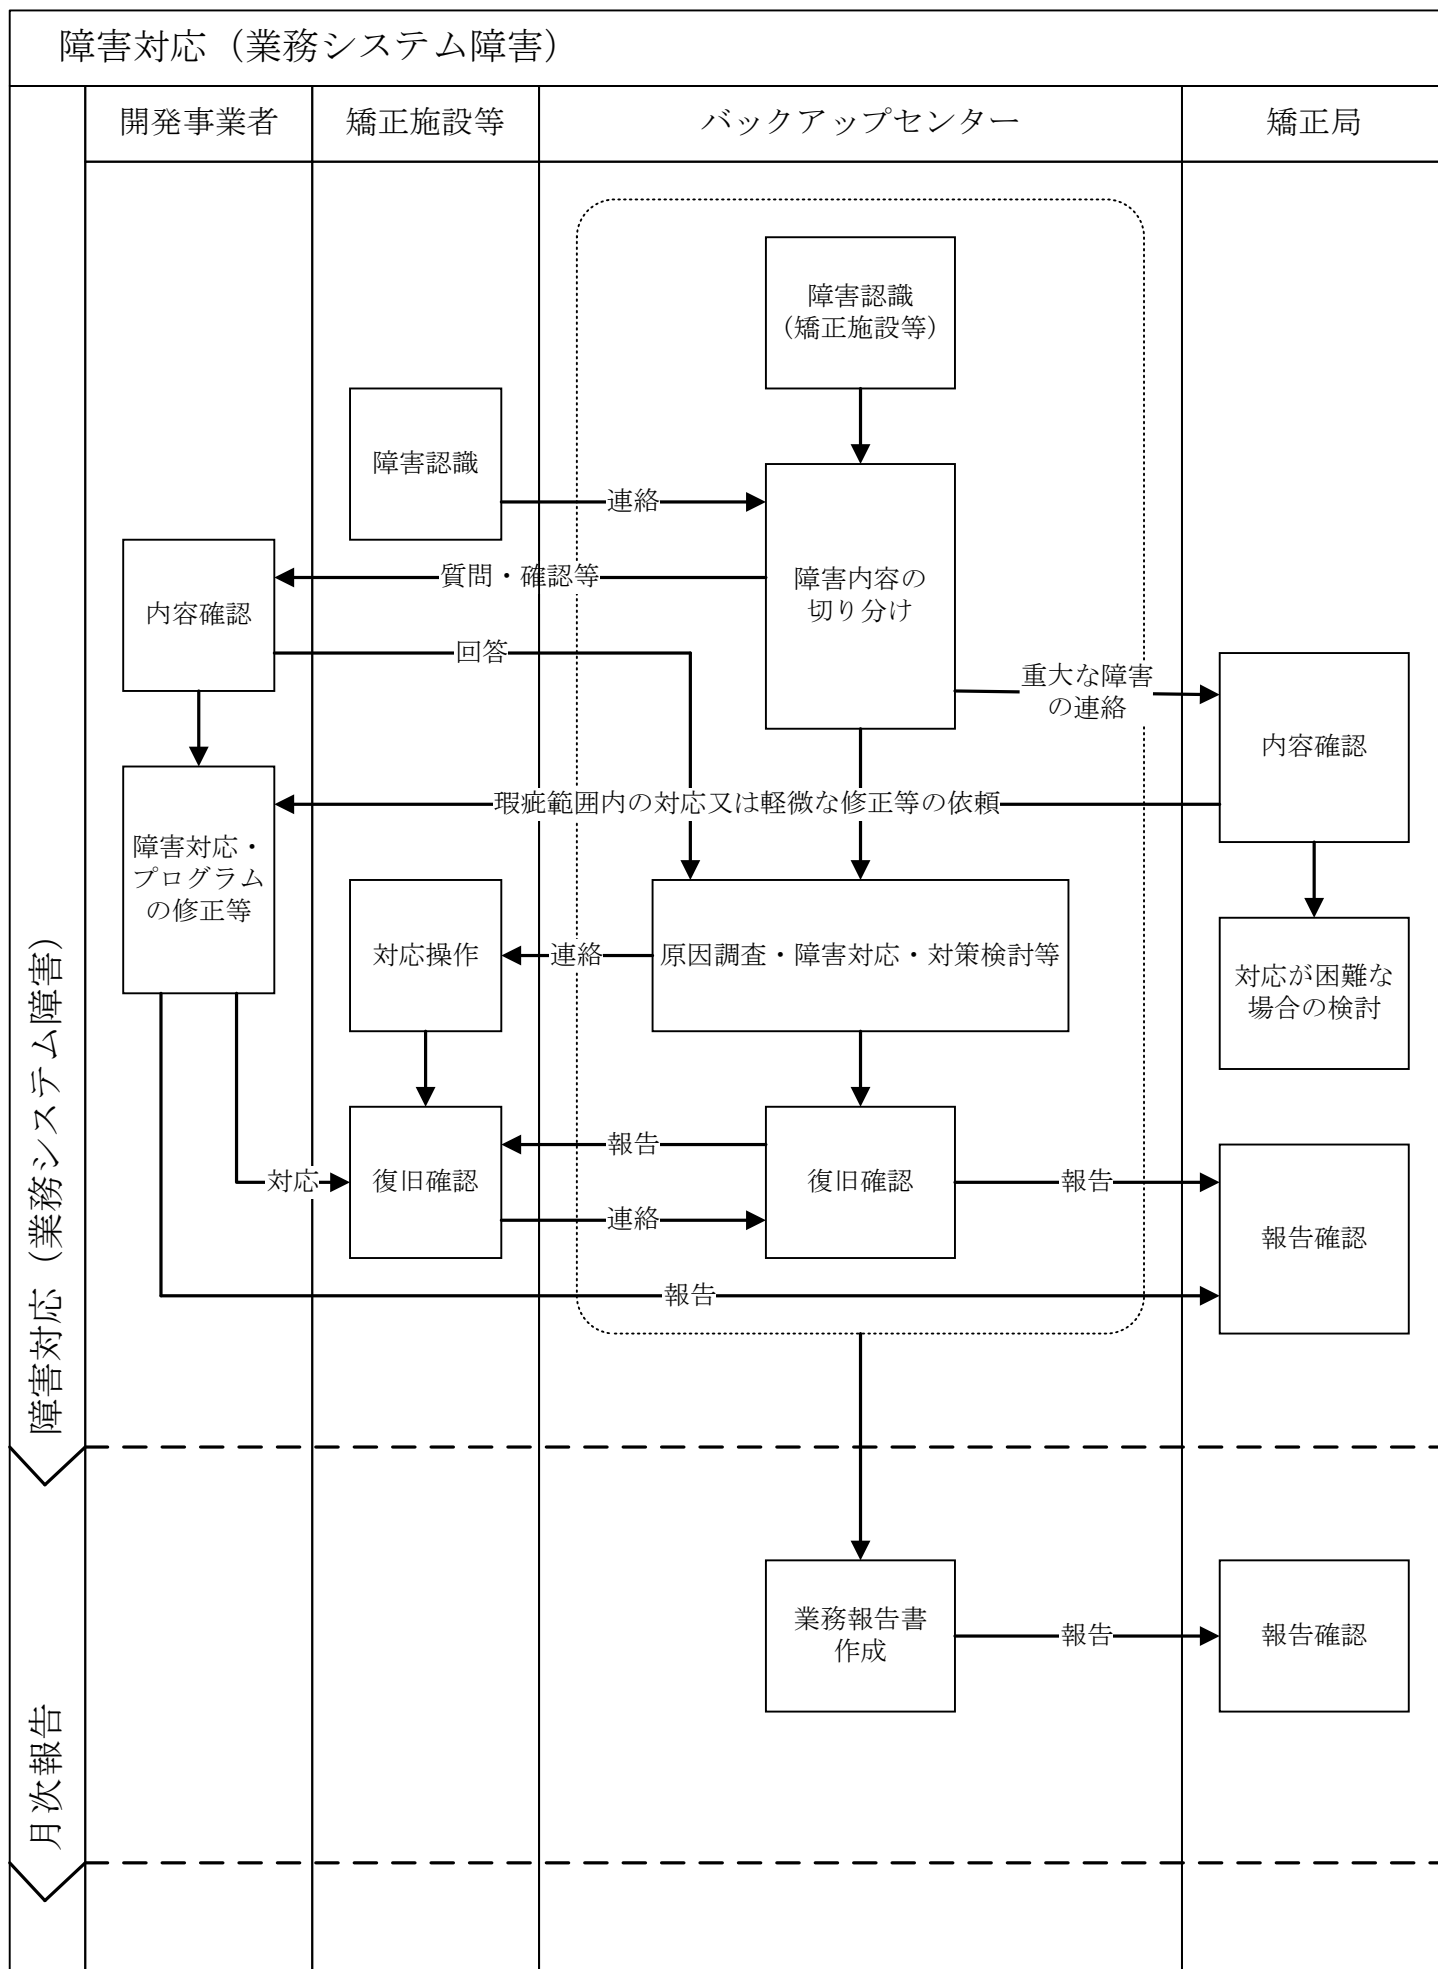 障害対応（業務システム障害）
開発事業者
矯正施設等
バックアップセンター
矯正局
障害認識
（矯正施設等）
障害認識
連絡
質問・確認等
内容確認
障害内容の
切り分け
回答
重大な障害
の連絡
内容確認
瑕疵範囲内の対応又は軽微な修正等の依頼
障害対応・
プログラム
の修正等
対応操作
連絡
原因調査・障害対応・対策検討等
対応が困難な
場合の検討
報告
対応
復旧確認
復旧確認
報告
連絡
報告確認
報告
障害対応（業務システム障害）
業務報告書
作成
報告
報告確認
月次報告